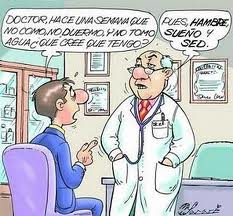 DOCTOR, HACE UNA SEMANA QUE
NO COMO, NO DUERMO, Y NO TOMO
AGUA ¿QUE CREE QUE TENGO?
PUES, HAMBRE,
SUEÑO Y
SED.